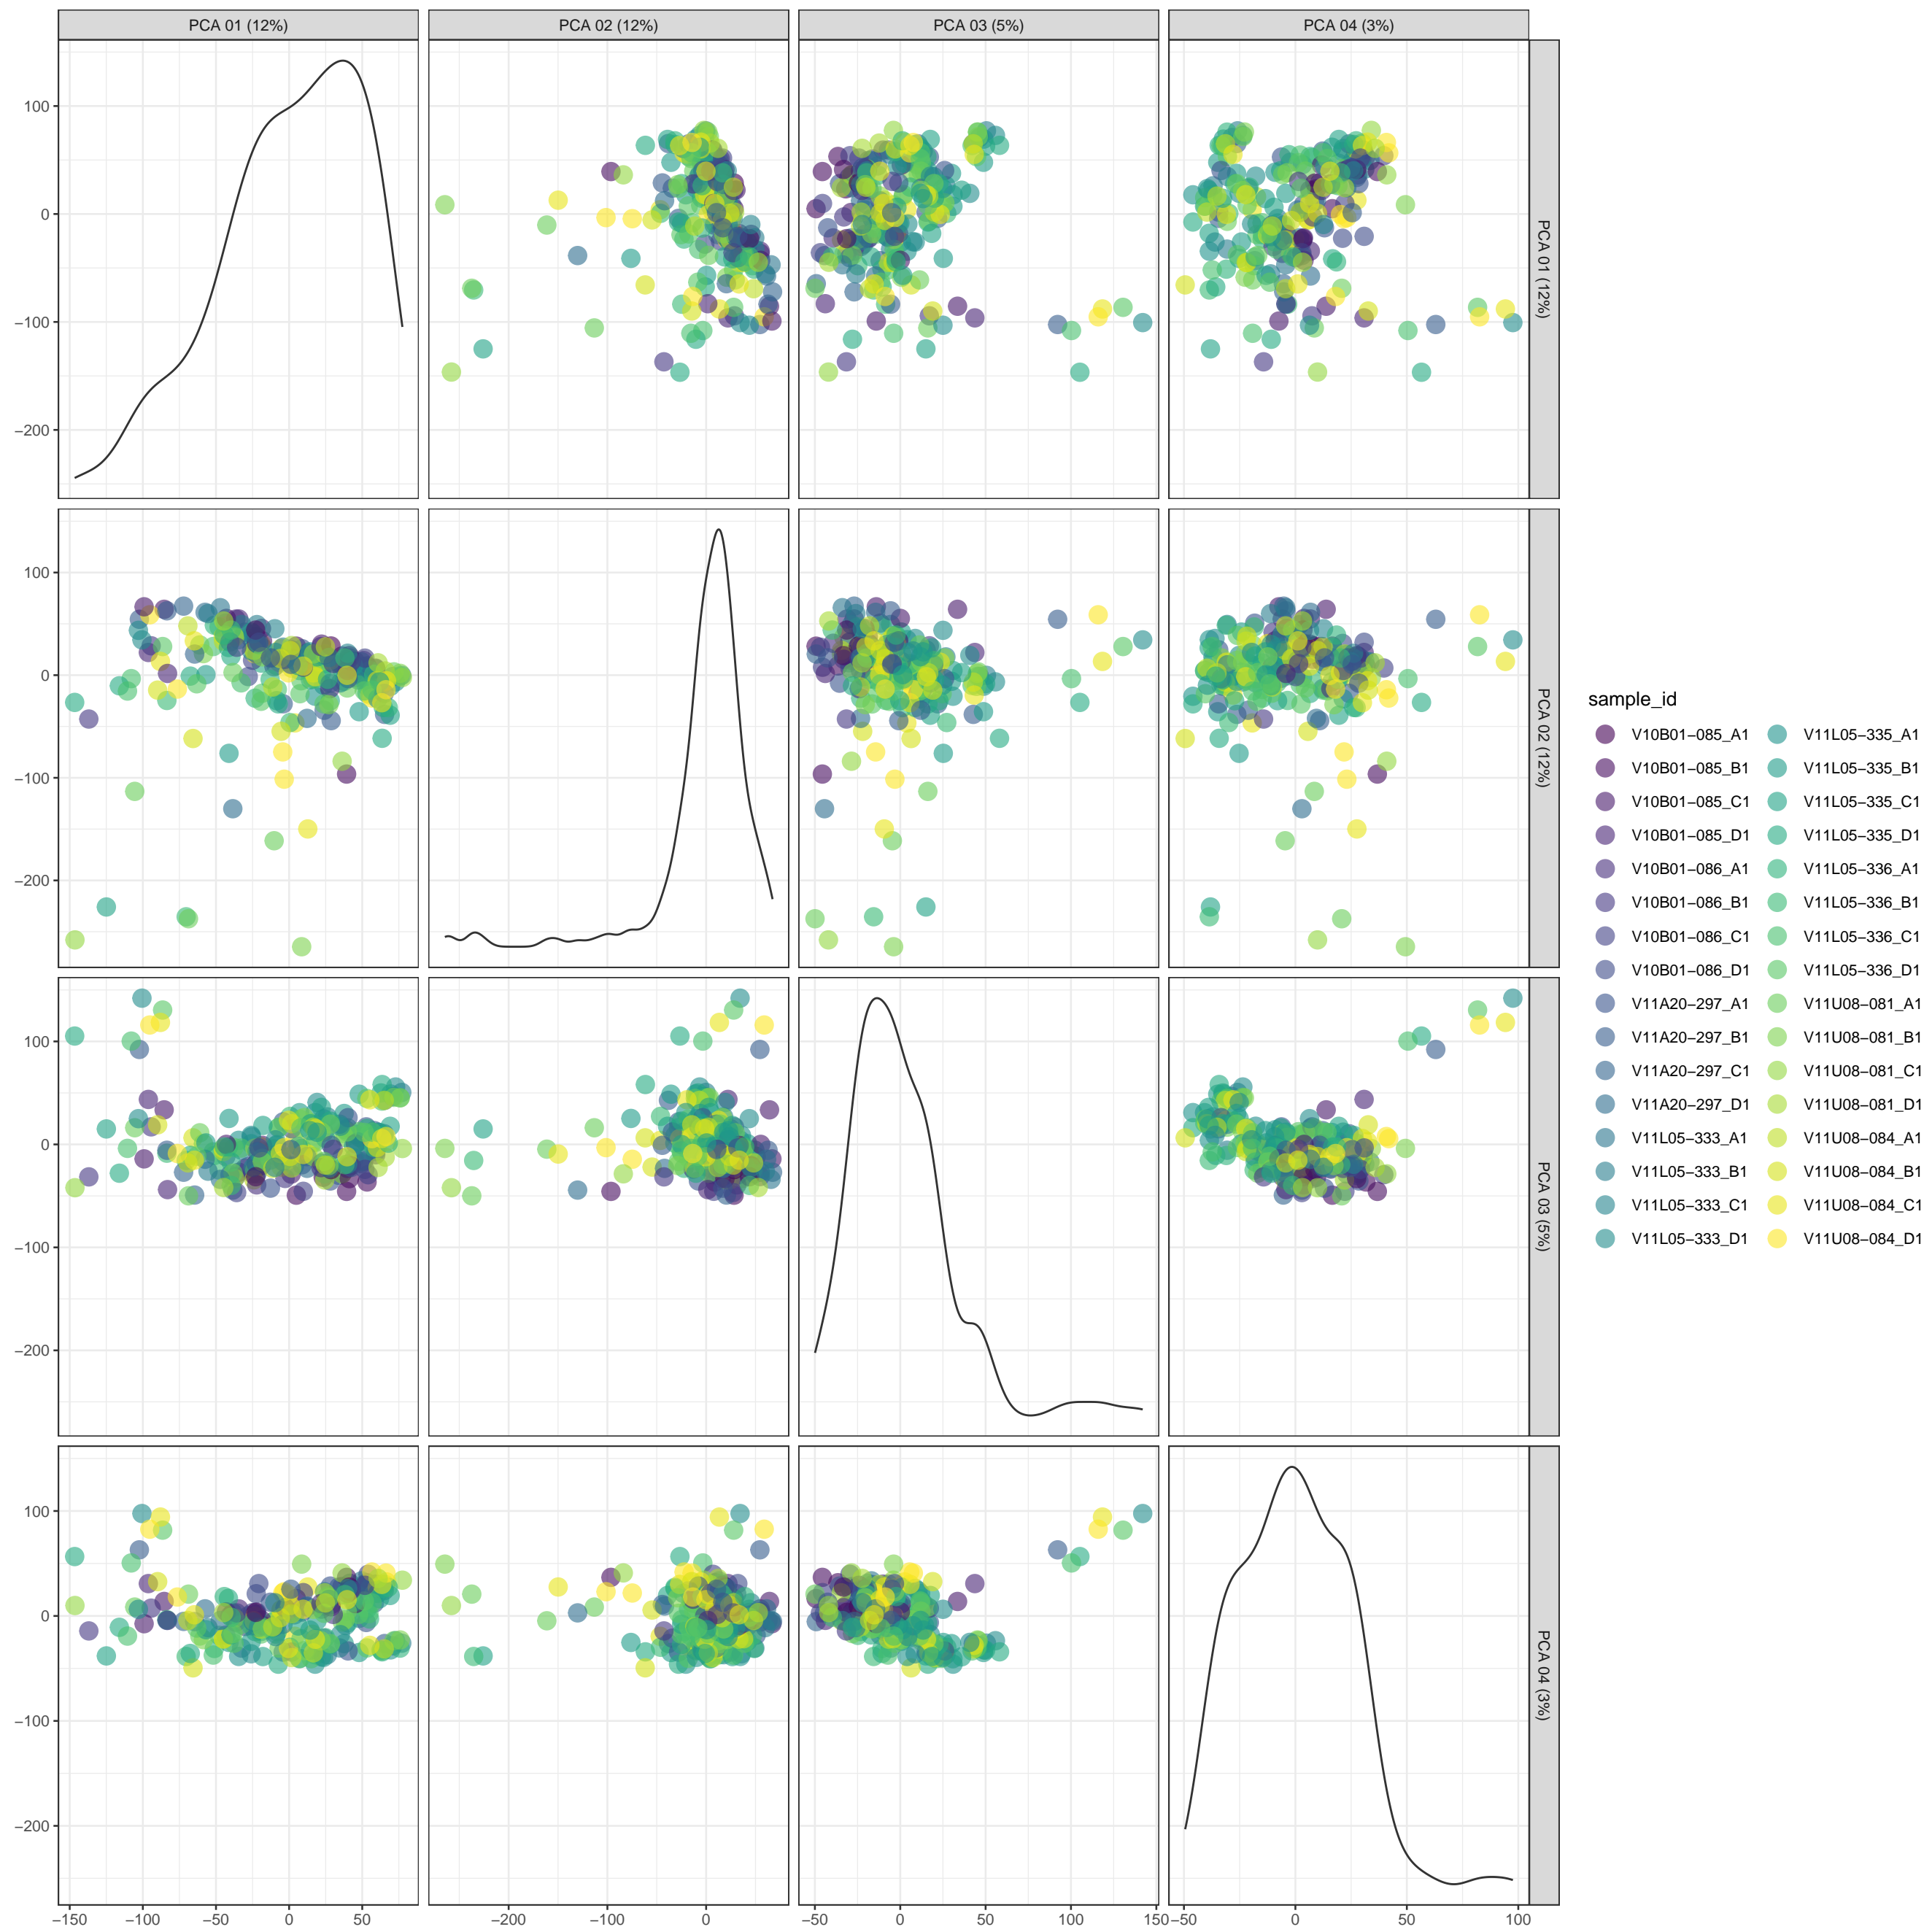 PCA 01 (12%) PCA 02 (12%) PCA 03 (5%) PCA 04 (3%)
100
0
−100
−200
PCA 01 (12%)
100
0
−100
−200
PCA 02 (12%)
100
0
−100
−200
PCA 03 (5%)
100
0
−100
−200
PCA 04 (3%)
−150 −100 −50 0 50 −200 −100 0 −50 0 50 100 150 −50 0 50 100
sample_id
V10B01−085_A1 V11L05−335_A1
V10B01−085_B1 V11L05−335_B1
V10B01−085_C1 V11L05−335_C1
V10B01−085_D1 V11L05−335_D1
V10B01−086_A1 V11L05−336_A1
V10B01−086_B1 V11L05−336_B1
V10B01−086_C1 V11L05−336_C1
V10B01−086_D1 V11L05−336_D1
V11A20−297_A1 V11U08−081_A1
V11A20−297_B1 V11U08−081_B1
V11A20−297_C1 V11U08−081_C1
V11A20−297_D1 V11U08−081_D1
V11L05−333_A1 V11U08−084_A1
V11L05−333_B1 V11U08−084_B1
V11L05−333_C1 V11U08−084_C1
V11L05−333_D1 V11U08−084_D1